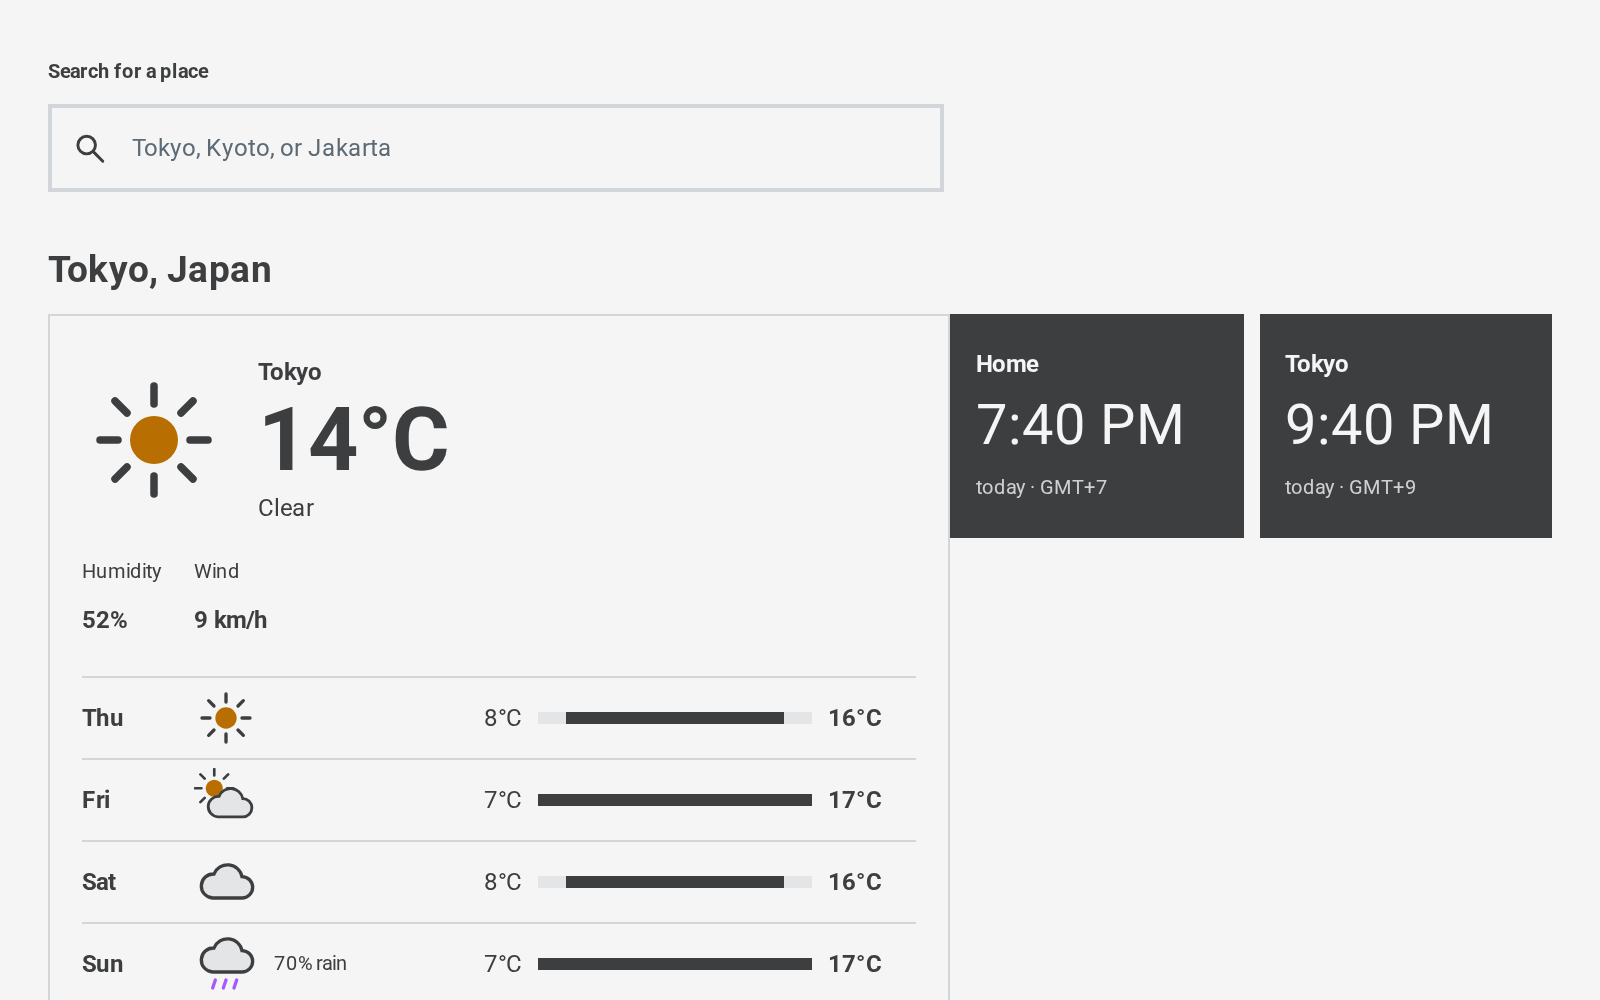 Search for a place
Tokyo, Kyoto, or Jakarta
Tokyo, Japan
Tokyo
14°C
Clear
Humidity Wind
52% 9 km/h
Thu 8°C 16°C
Fri 7°C 17°C
Sat 8°C 16°C
Sun 70% rain 7°C 17°C
Home
7:40 PM
today · GMT+7
Tokyo
9:40 PM
today · GMT+9